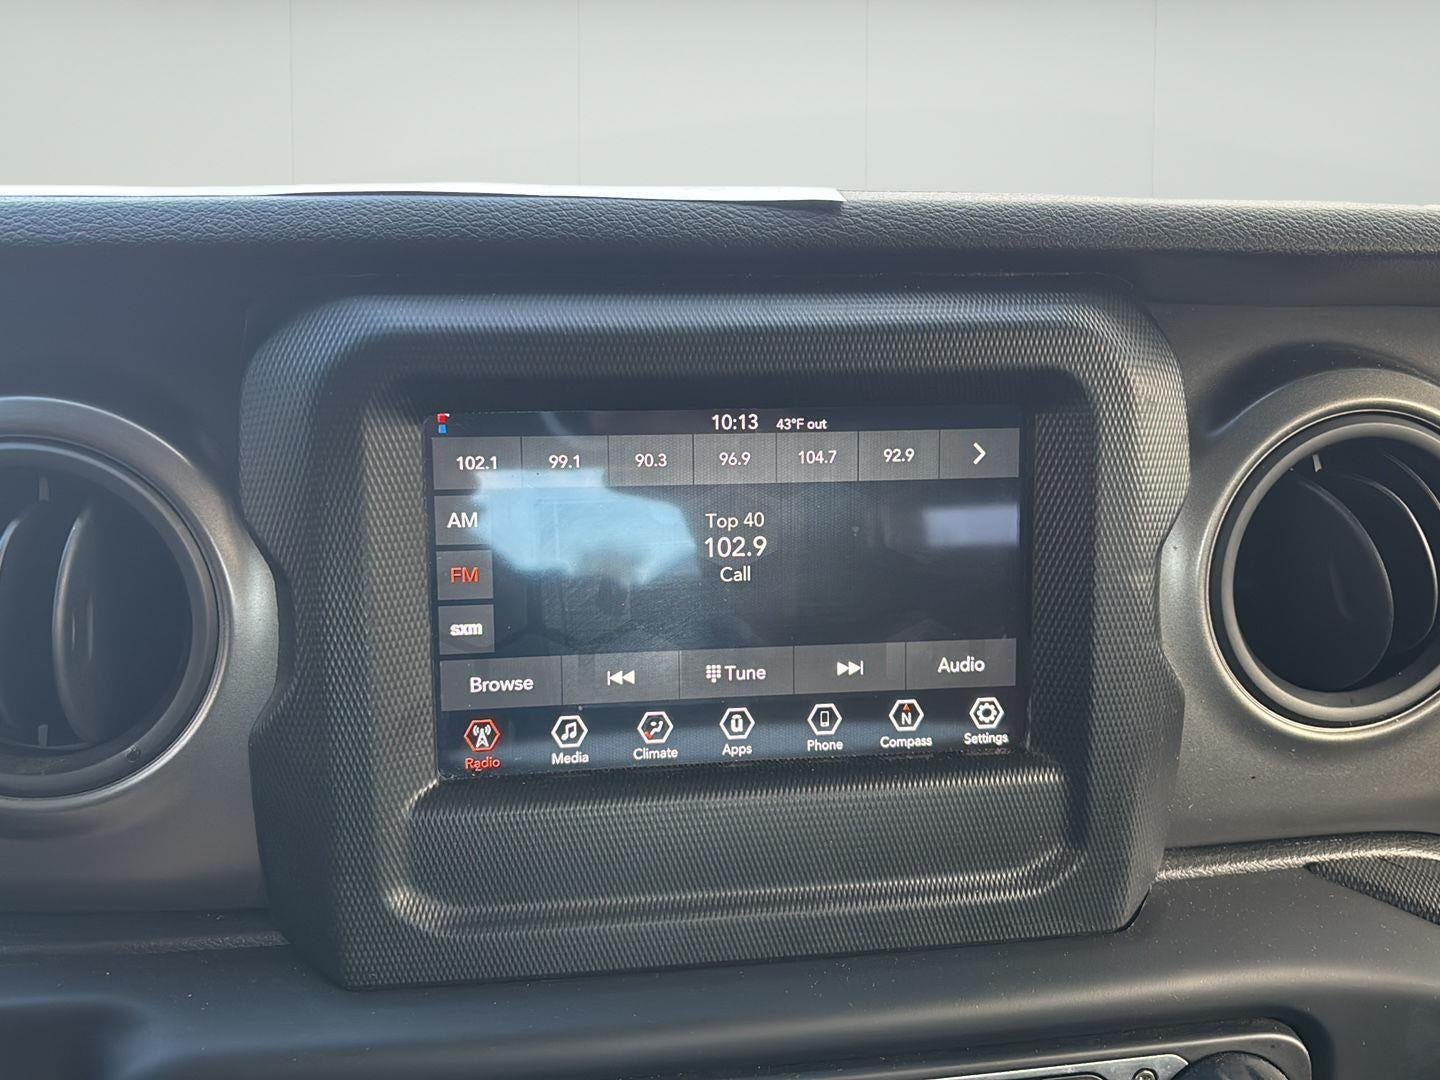 10:13 43°F out
102.1 99.1 90.3 96.9 104.7 92.9
AM
Top 40
102.9
FM
Call
sxm
Browse Tune Audio
Radio Media Climate Apps Phone Compass Settings
N